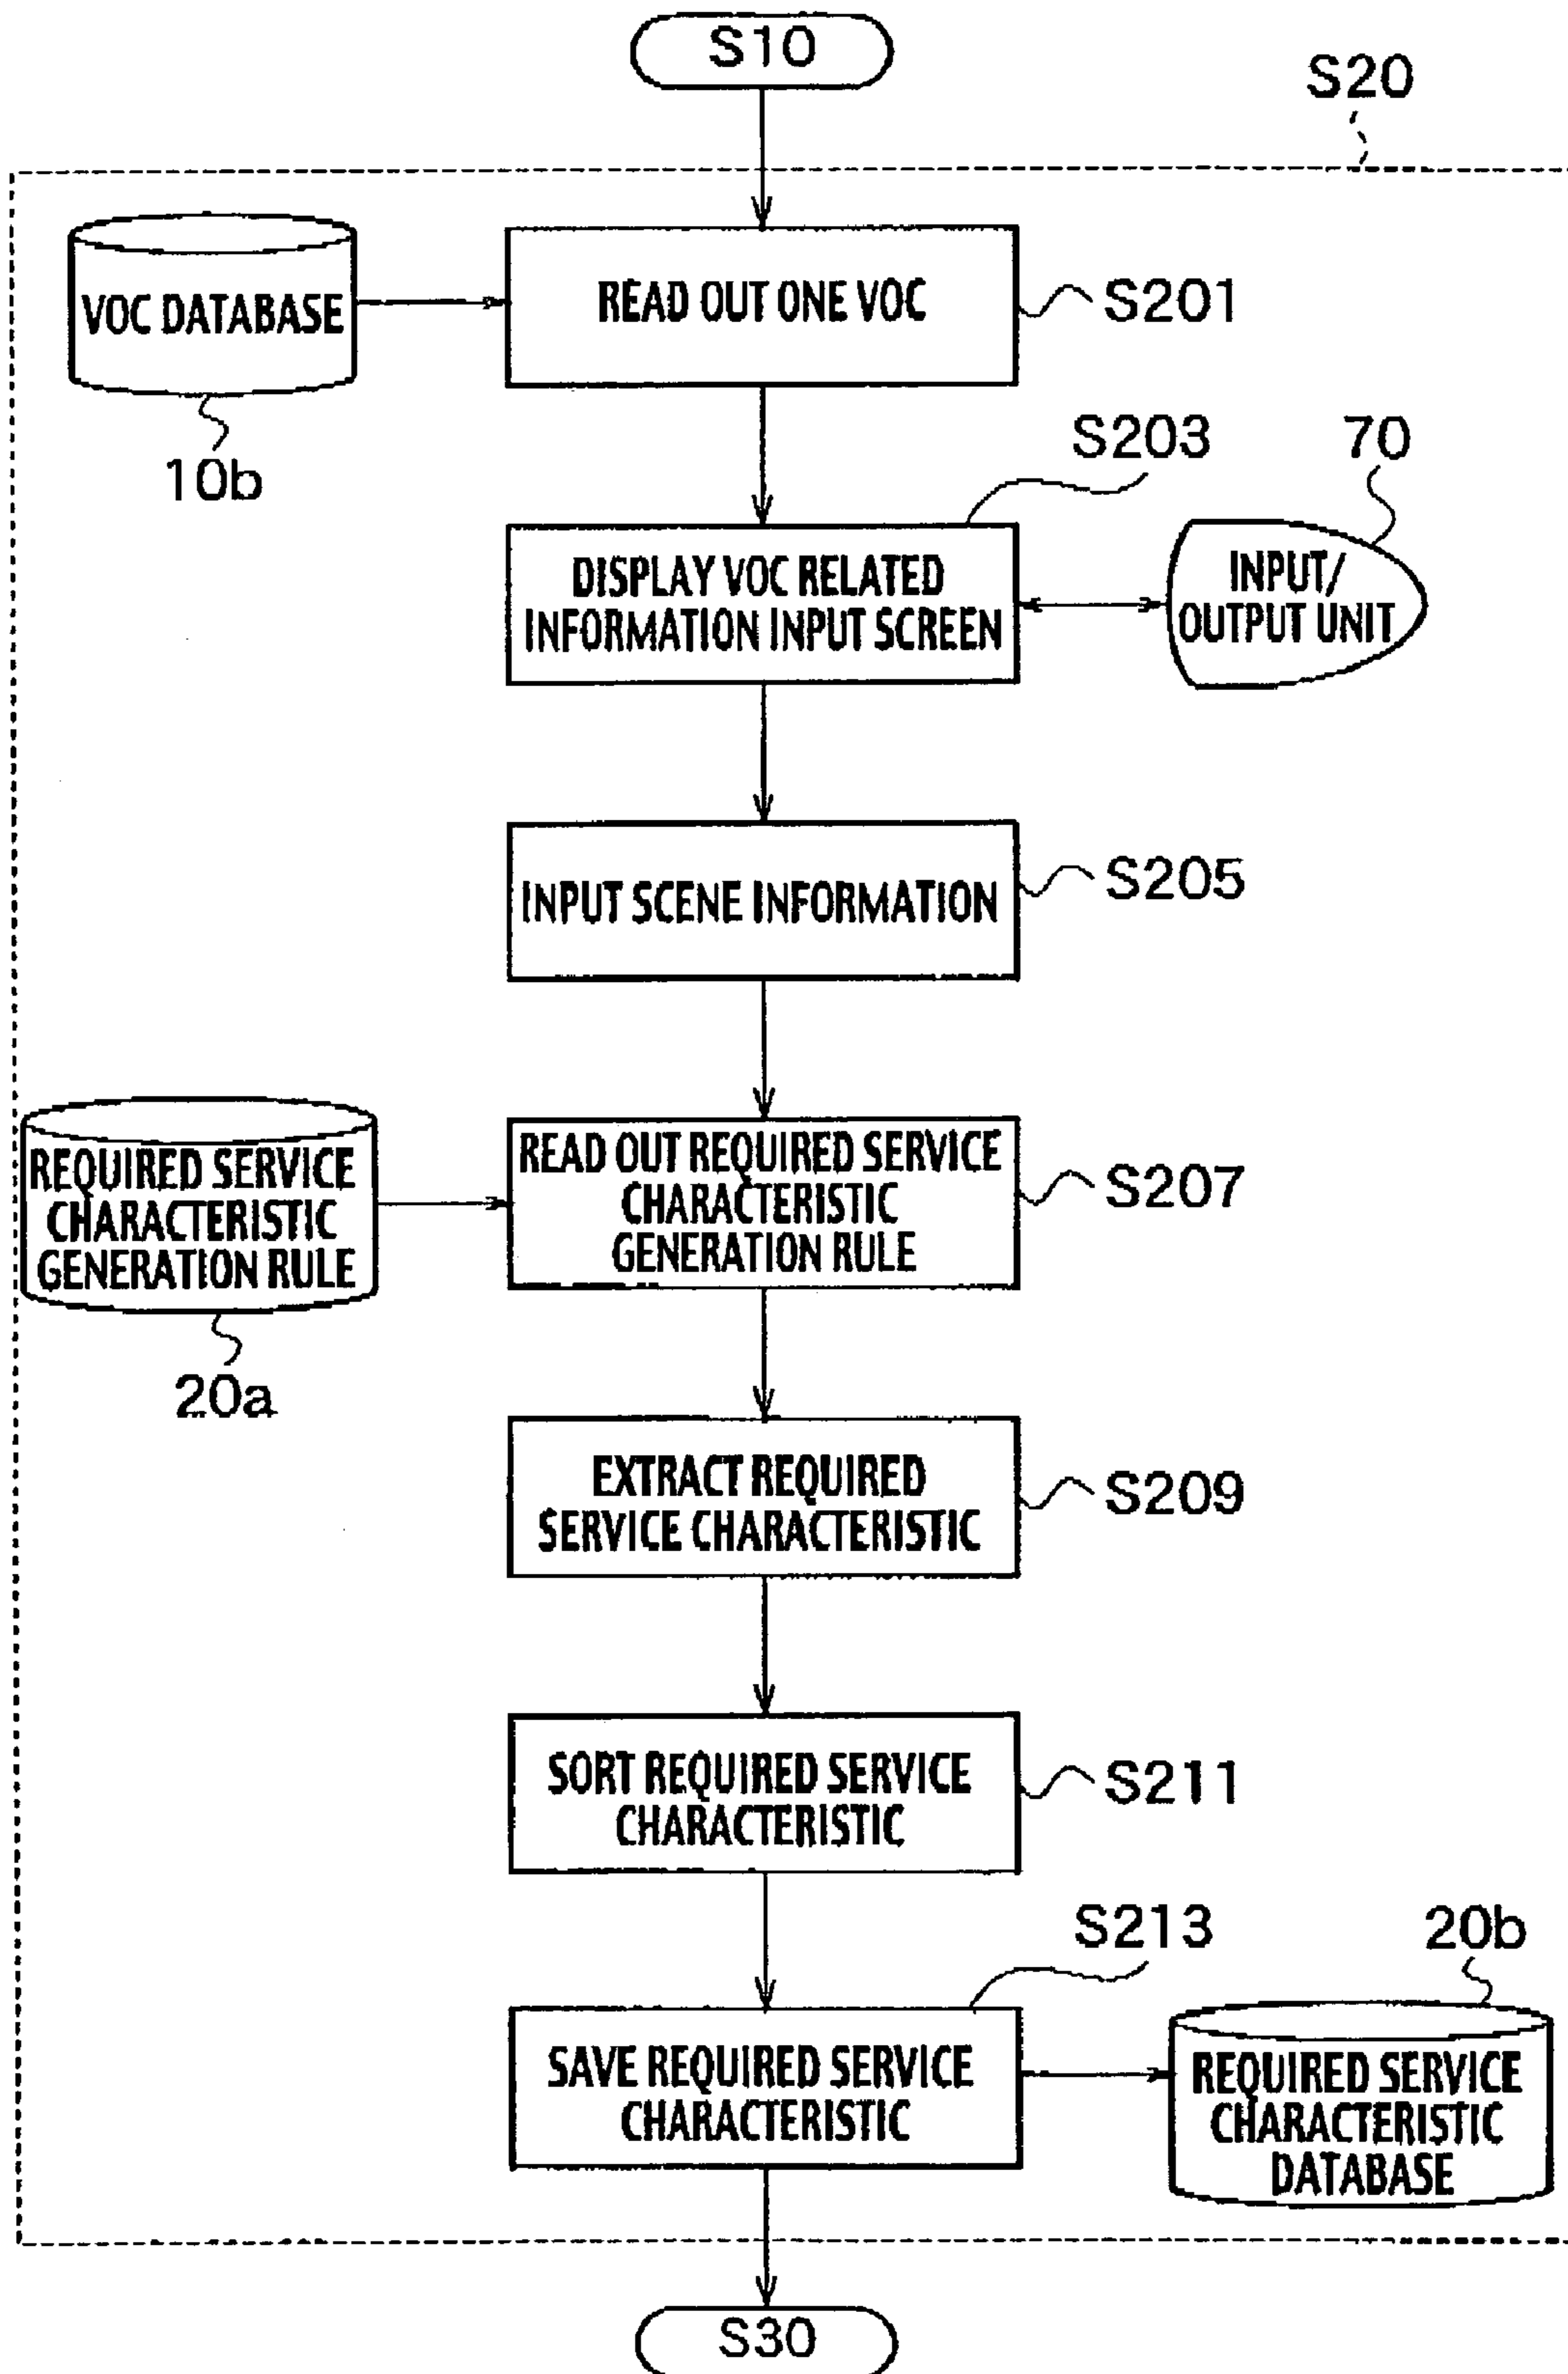 S10
S20
VOC DATABASE
10b
READ OUT ONE VOC
S201
S203
70
DISPLAY VOC RELATED
INFORMATION INPUT SCREEN
INPUT/
OUTPUT UNIT
INPUT SCENE INFORMATION
S205
REQUIRED SERVICE
CHARACTERISTIC
GENERATION RULE
20a
READ OUT REQUIRED SERVICE
CHARACTERISTIC
GENERATION RULE
S207
EXTRACT REQUIRED
SERVICE CHARACTERISTIC
S209
SORT REQUIRED SERVICE
CHARACTERISTIC
S211
S213
20b
SAVE REQUIRED SERVICE
CHARACTERISTIC
REQUIRED SERVICE
CHARACTERISTIC
DATABASE
S30